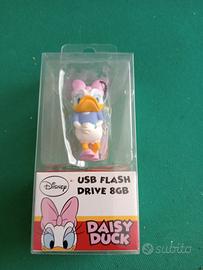 Disney
USB FLASH
DRIVE 8GB
DAISY
DUCK
subito